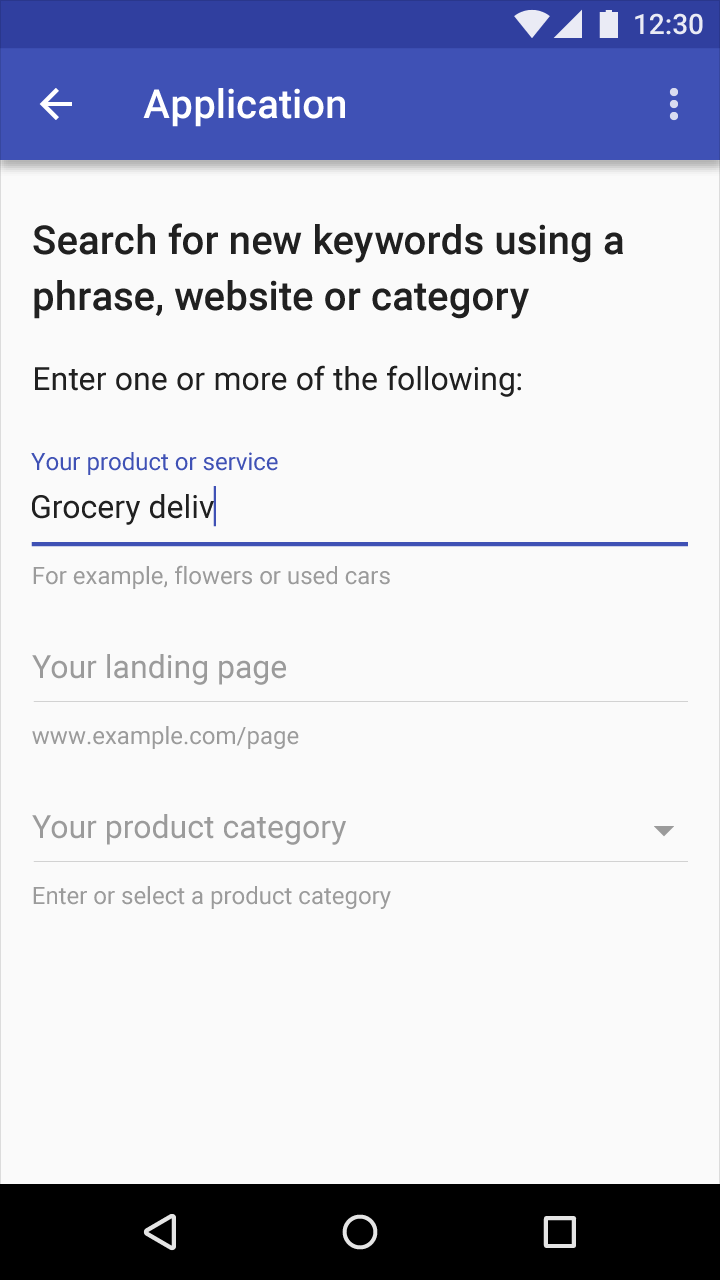 12:30
Application
Search for new keywords using a
phrase, website or category
Enter one or more of the following:
Your product or service
Grocery deliv
For example, flowers or used cars
Your landing page
www.example.com/page
Your product category
Enter or select a product category